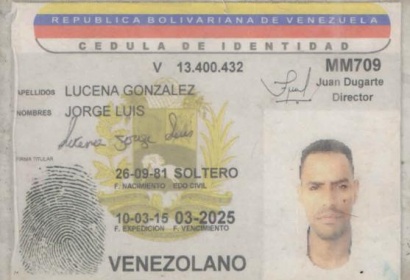 REPUBLICA BOLIVARIANA DE VENEZUELA
CEDULA DE IDENTIDAD
V 13.400.432 MM709
Juan Dugarte
Director
APELLIDOS LUCENA GONZALEZ
NOMBRES JORGE LUIS
Lucena Jorge Luis
FIRMA TITULAR
26-09-81 SOLTERO
F. NACIMIENTO EDO CIVIL
10-03-15 03-2025
F. EXPEDICION F. VENCIMIENTO
VENEZOLANO